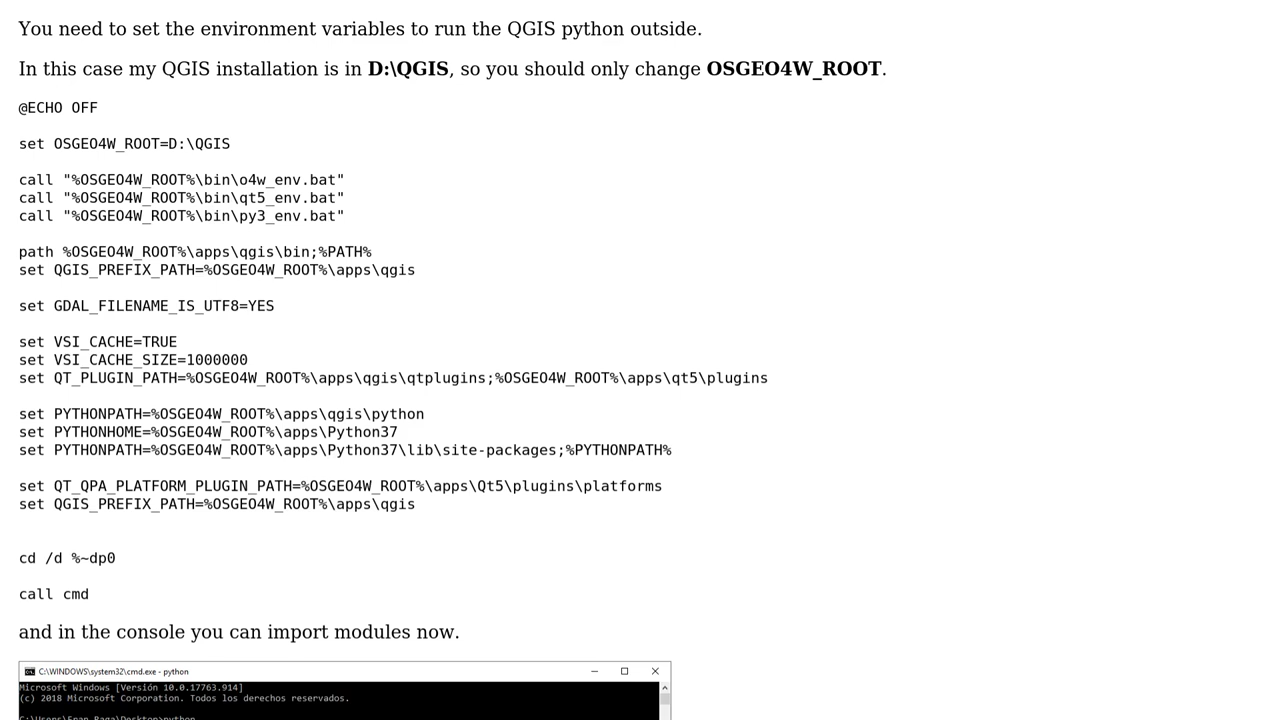 You need to set the environment variables to run the QGIS python outside.
In this case my QGIS installation is in D:\QGIS, so you should only change OSGEO4W_ROOT.
@ECHO OFF
set OSGEO4W_ROOT=D:\QGIS
call "%OSGEO4W_ROOT%\bin\o4w_env.bat"
call "%OSGEO4W_ROOT%\bin\qt5_env.bat"
call "%OSGEO4W_ROOT%\bin\py3_env.bat"
path %OSGEO4W_ROOT%\apps\qgis\bin;%PATH%
set QGIS_PREFIX_PATH=%OSGEO4W_ROOT%\apps\qgis
set GDAL_FILENAME_IS_UTF8=YES
set VSI_CACHE=TRUE
set VSI_CACHE_SIZE=1000000
set QT_PLUGIN_PATH=%OSGEO4W_ROOT%\apps\qgis\qtplugins;%OSGEO4W_ROOT%\apps\qt5\plugins
set PYTHONPATH=%OSGEO4W_ROOT%\apps\qgis\python
set PYTHONHOME=%OSGEO4W_ROOT%\apps\Python37
set PYTHONPATH=%OSGEO4W_ROOT%\apps\Python37\lib\site-packages;%PYTHONPATH%
set QT_QPA_PLATFORM_PLUGIN_PATH=%OSGEO4W_ROOT%\apps\Qt5\plugins\platforms
set QGIS_PREFIX_PATH=%OSGEO4W_ROOT%\apps\qgis
cd /d %~dp0
call cmd
and in the console you can import modules now.
C:\WINDOWS\system32\cmd.exe - python
Microsoft Windows [Versión 10.0.17763.914]
(c) 2018 Microsoft Corporation. Todos los derechos reservados.